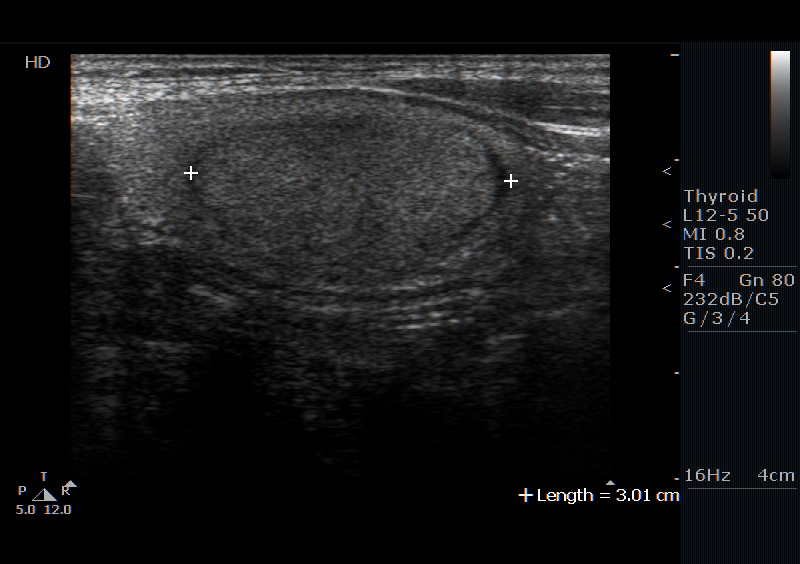 HD
Thyroid
L12-5 50
MI 0.8
TIS 0.2
F4 Gn 80
232dB/C5
G/3/4
16Hz 4cm
T
P R
5.0 12.0
+ Length = 3.01 cm